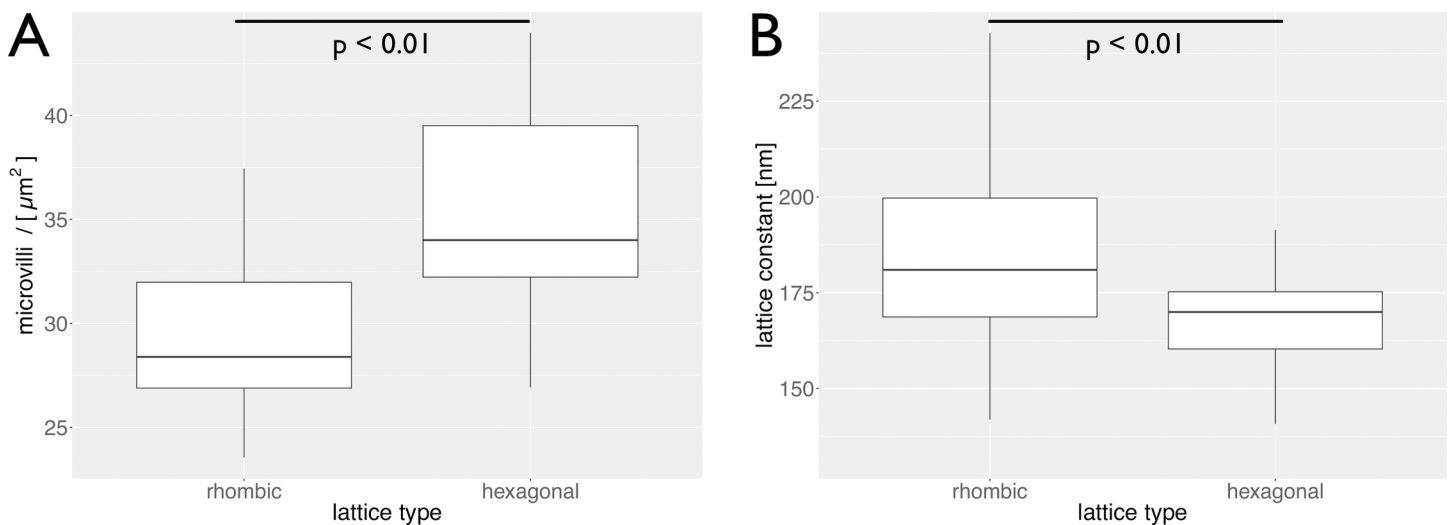 A
p < 0.01
microvilli / [ µm² ]
40
35
30
25
rhombic
hexagonal
lattice type
B
p < 0.01
lattice constant [nm]
225
200
175
150
rhombic
hexagonal
lattice type